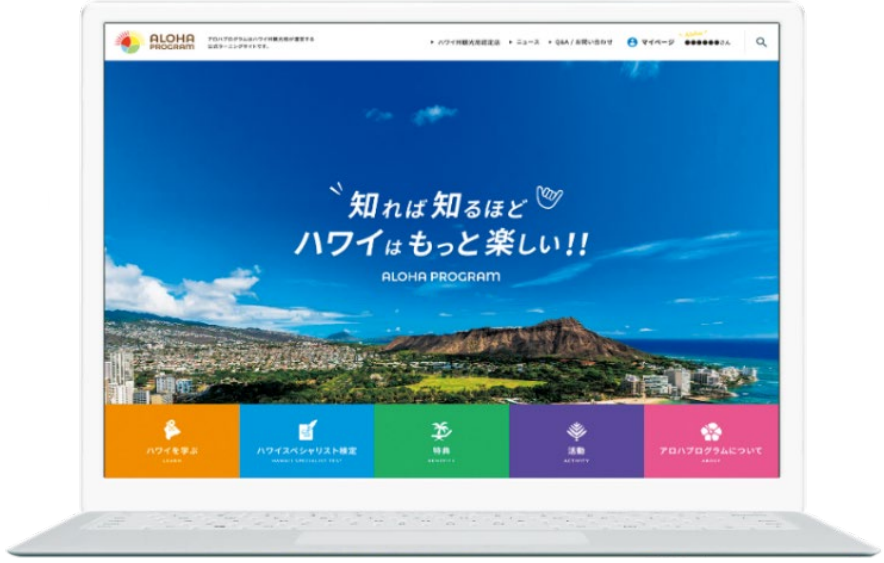 ALOHA
PROGRAM
アロハプログラムはハワイ州観光局が運営する
公式ラーニングサイトです。
ハワイ州観光局認定店
ニュース
Q&A / お問い合わせ
マイページ
Aloha!
●●●●●●さん
知れば知るほど
ハワイはもっと楽しい!!
ALOHA PROGRAM
ハワイを学ぶ
LEARN
ハワイスペシャリスト検定
HAWAI'I SPECIALIST TEST
特典
BENEFITS
活動
ACTIVITY
アロハプログラムについて
ABOUT